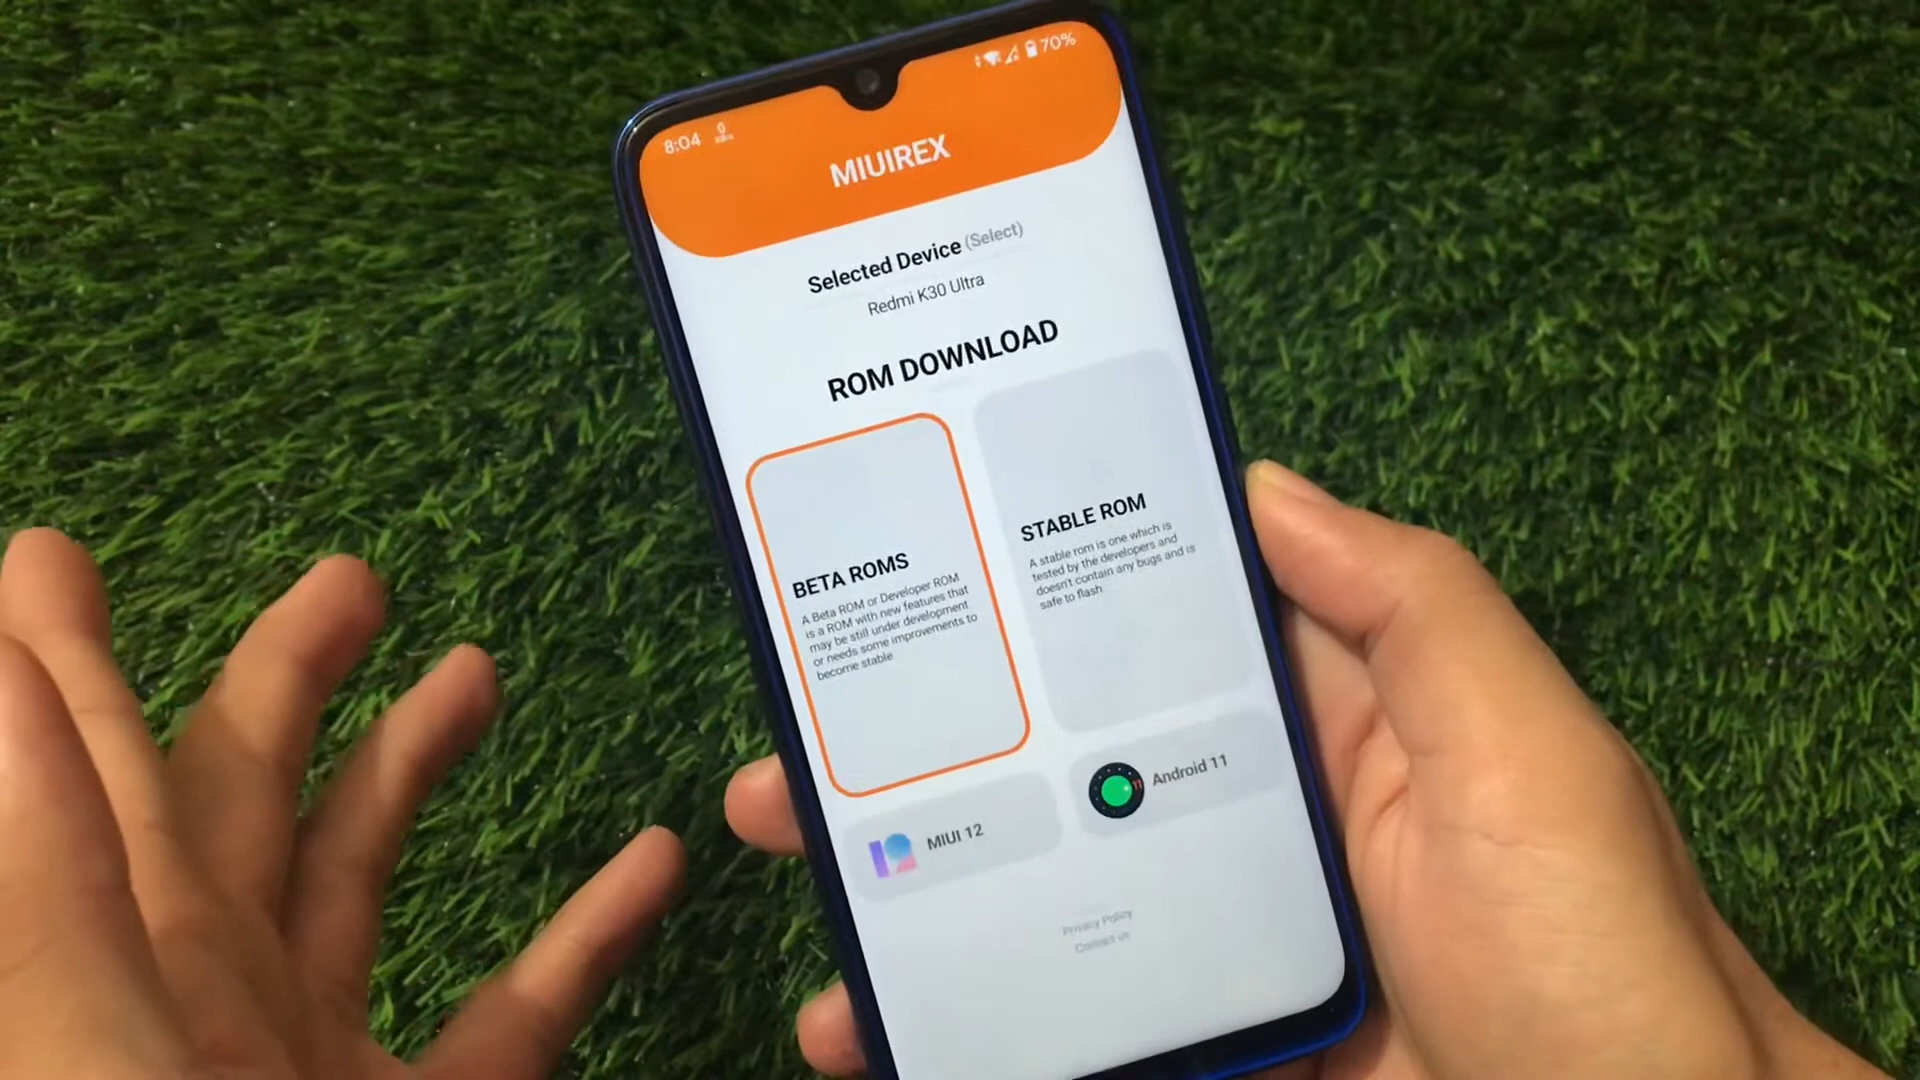 8:04
70%
MIUIREX
Selected Device (Select)
Redmi K30 Ultra
ROM DOWNLOAD
BETA ROMS
A Beta ROM or Developer ROM
is a ROM with new features that
may be still under development
or needs some improvements to
become stable
STABLE ROM
A stable rom is one which is
tested by the developers and
doesn't contain any bugs and is
safe to flash
MIUI 12
Android 11
Privacy Policy
Contact us